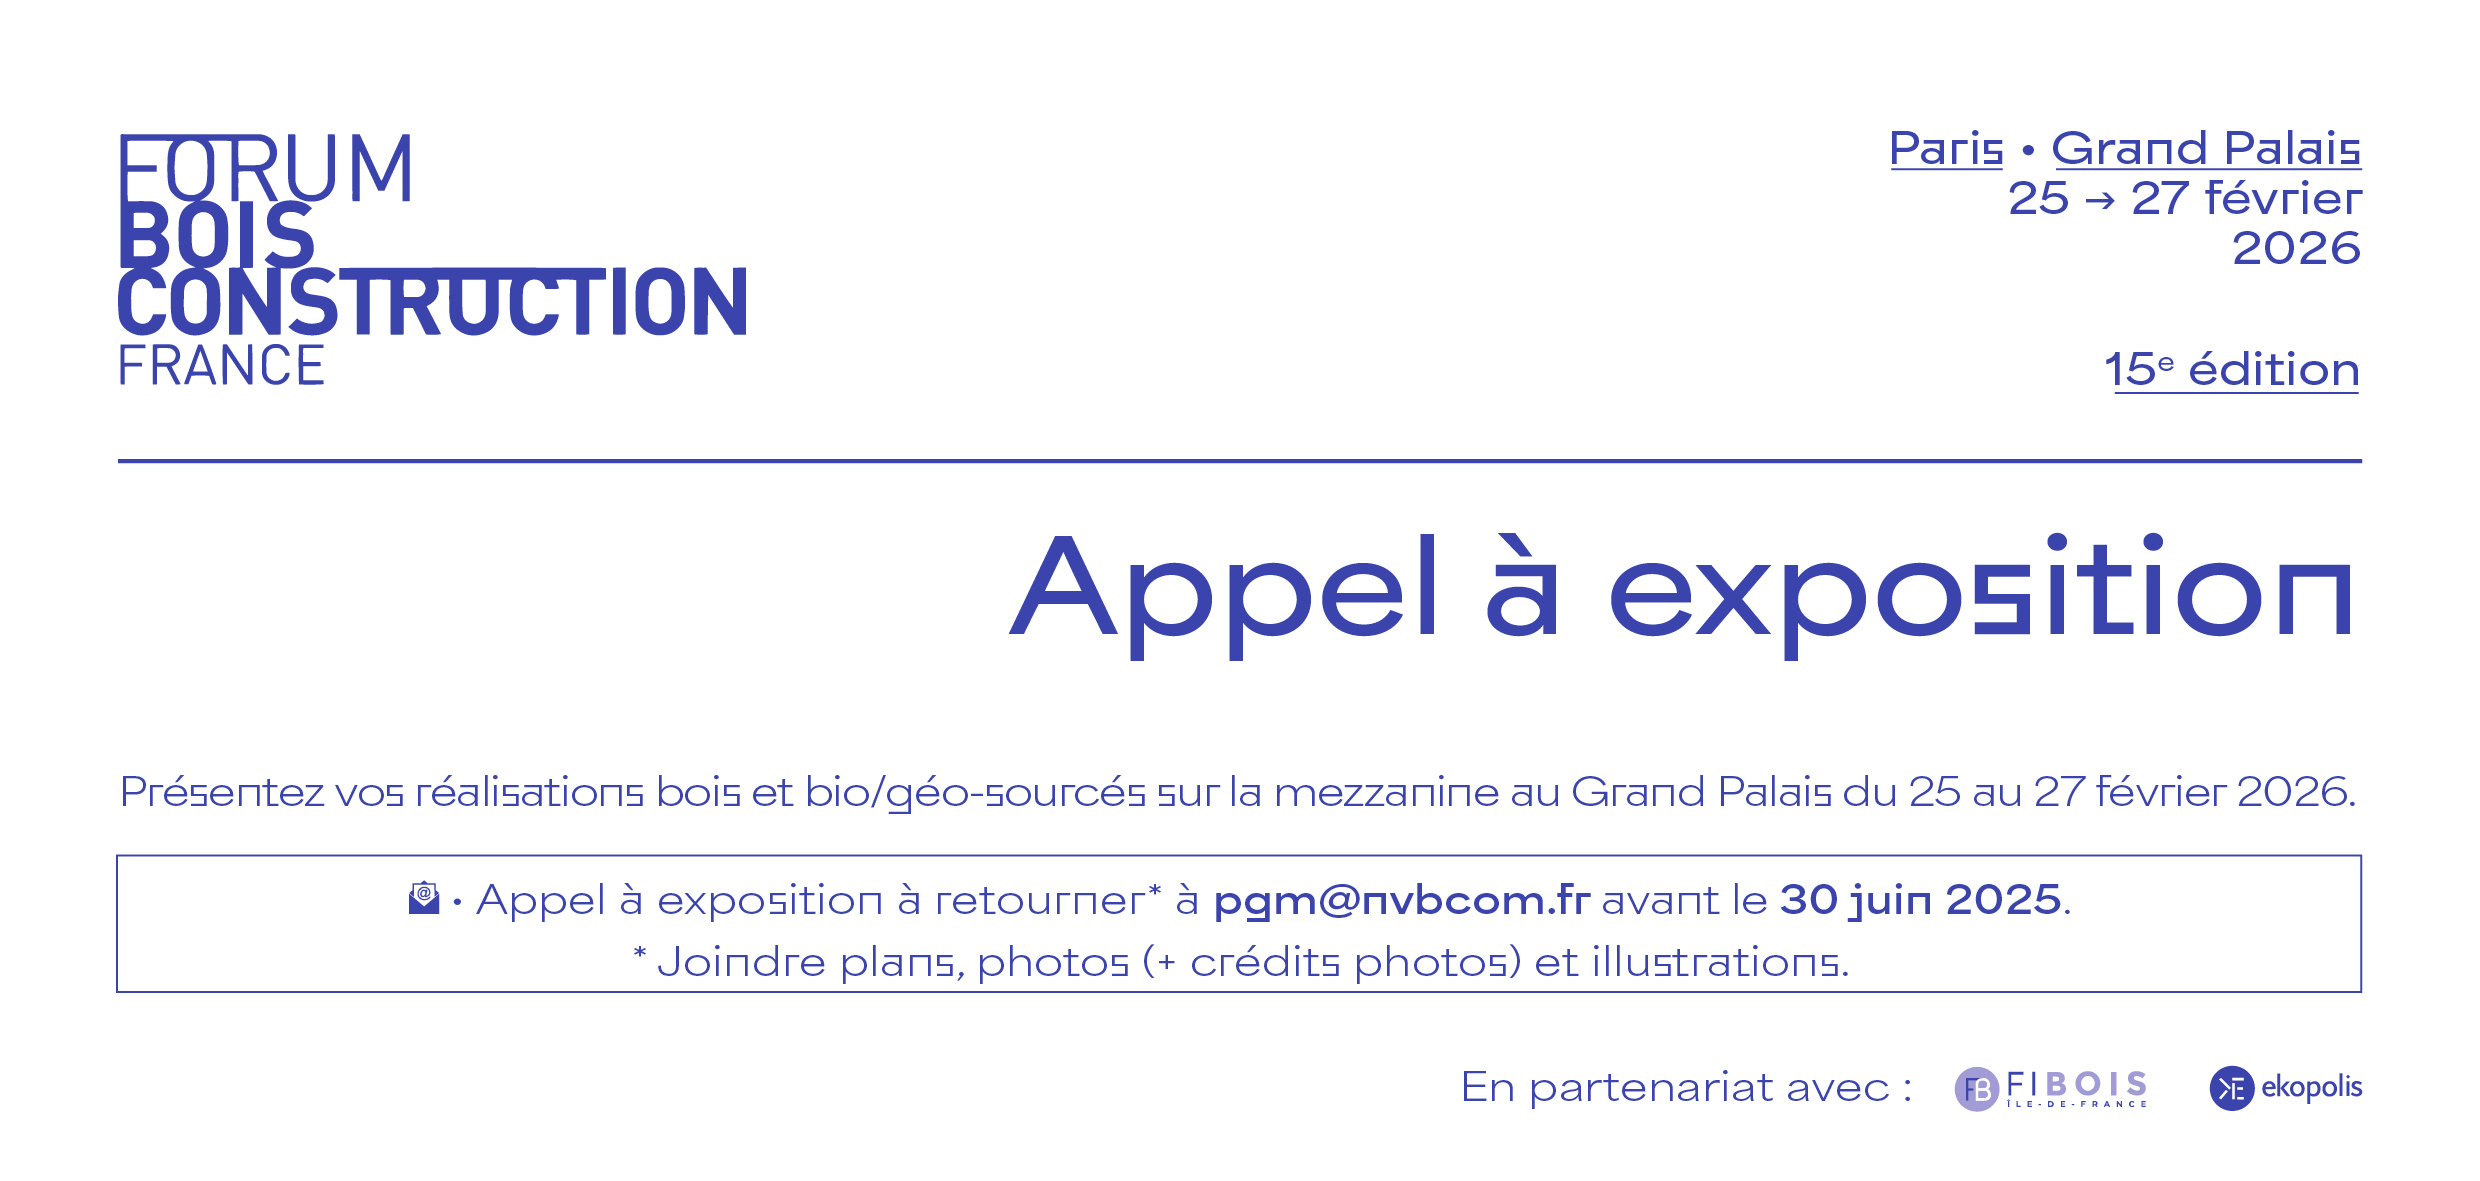 FORUM
BOIS
CONSTRUCTION
FRANCE
Paris • Grand Palais
25 → 27 février
2026
15e édition
Appel à exposition
Présentez vos réalisations bois et bio/géo-sourcés sur la mezzanine au Grand Palais du 25 au 27 février 2026.
• Appel à exposition à retourner* à pgm@nvbcom.fr avant le 30 juin 2025.
* Joindre plans, photos (+ crédits photos) et illustrations.
En partenariat avec :
FB FIBOIS
ÎLE-DE-FRANCE
ekopolis